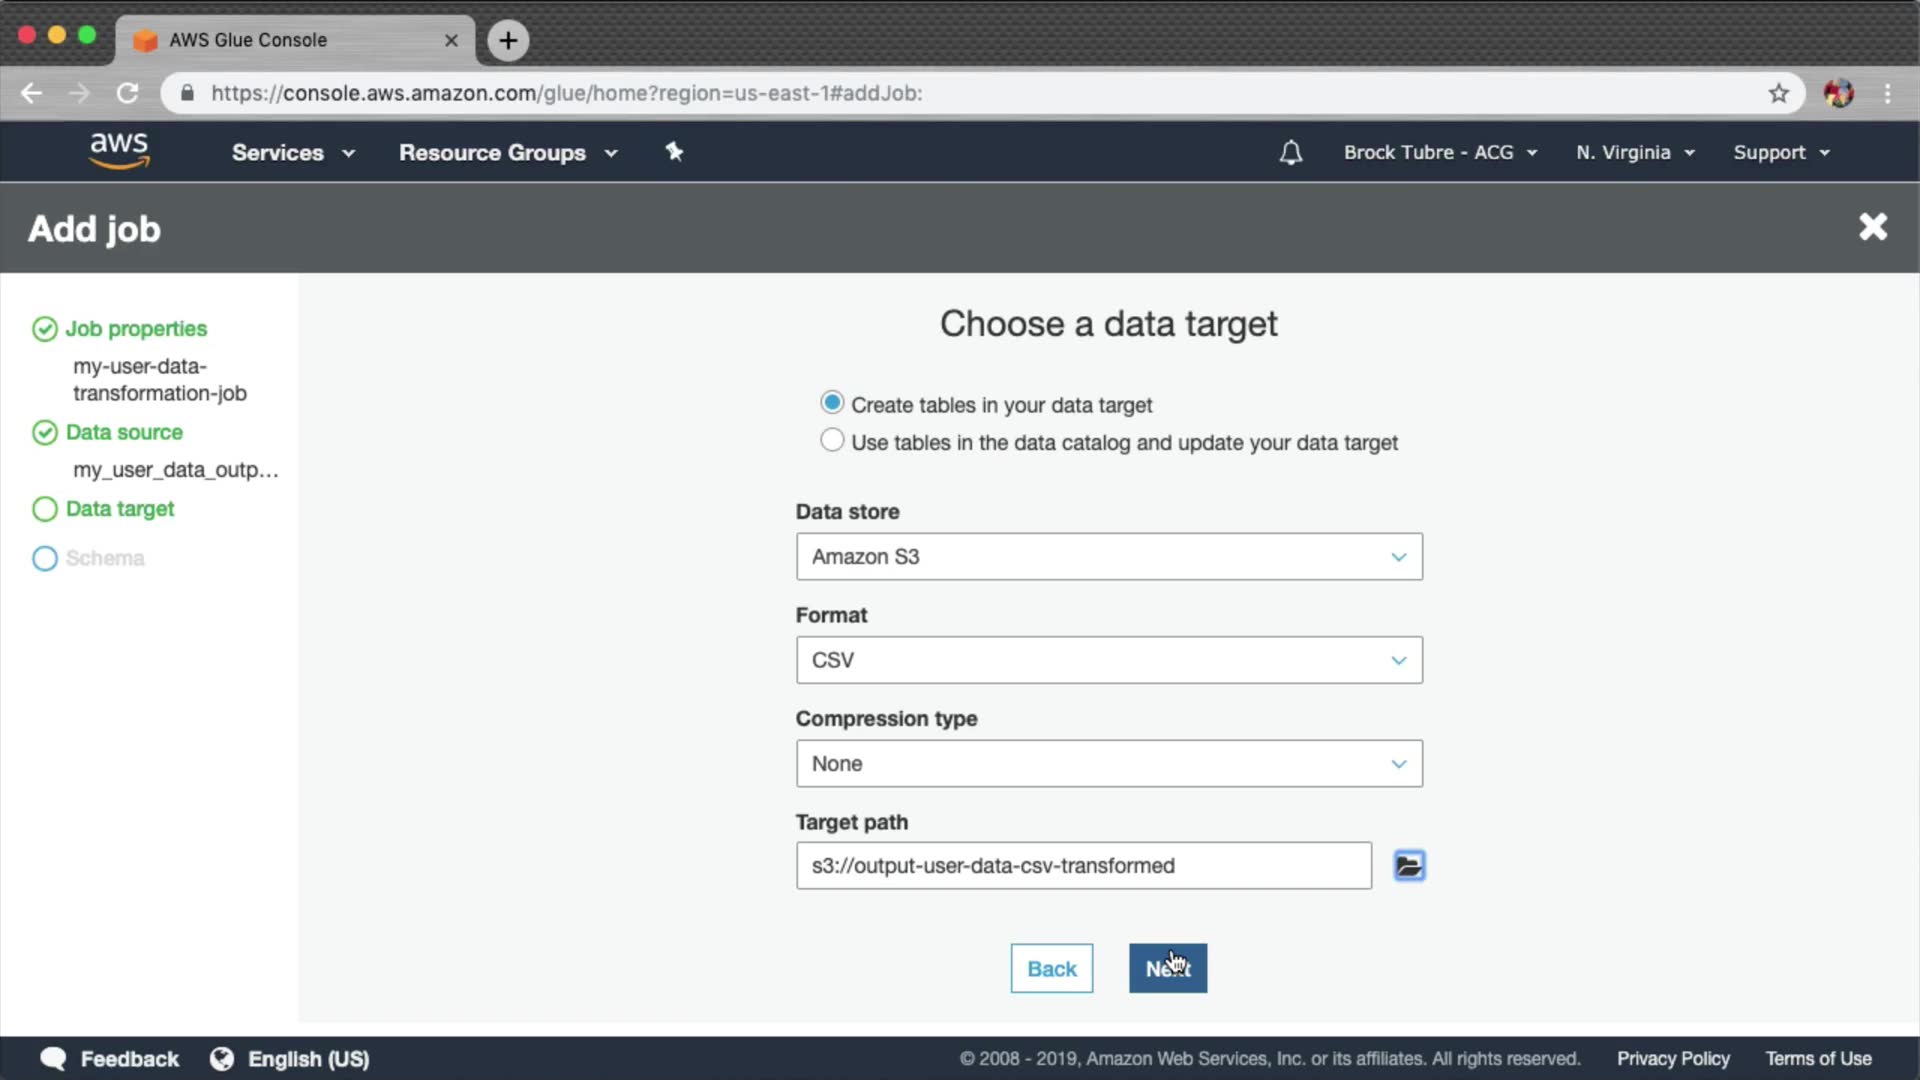 AWS Glue Console
https://console.aws.amazon.com/glue/home?region=us-east-1#addJob:
aws
Services
Resource Groups
Brock Tubre - ACG
N. Virginia
Support
Add job
Job properties
my-user-data-
transformation-job
Data source
my_user_data_outp...
Data target
Schema
Choose a data target
Create tables in your data target
Use tables in the data catalog and update your data target
Data store
Amazon S3
Format
CSV
Compression type
None
Target path
s3://output-user-data-csv-transformed
Back
Next
Feedback
English (US)
© 2008 - 2019, Amazon Web Services, Inc. or its affiliates. All rights reserved.
Privacy Policy
Terms of Use